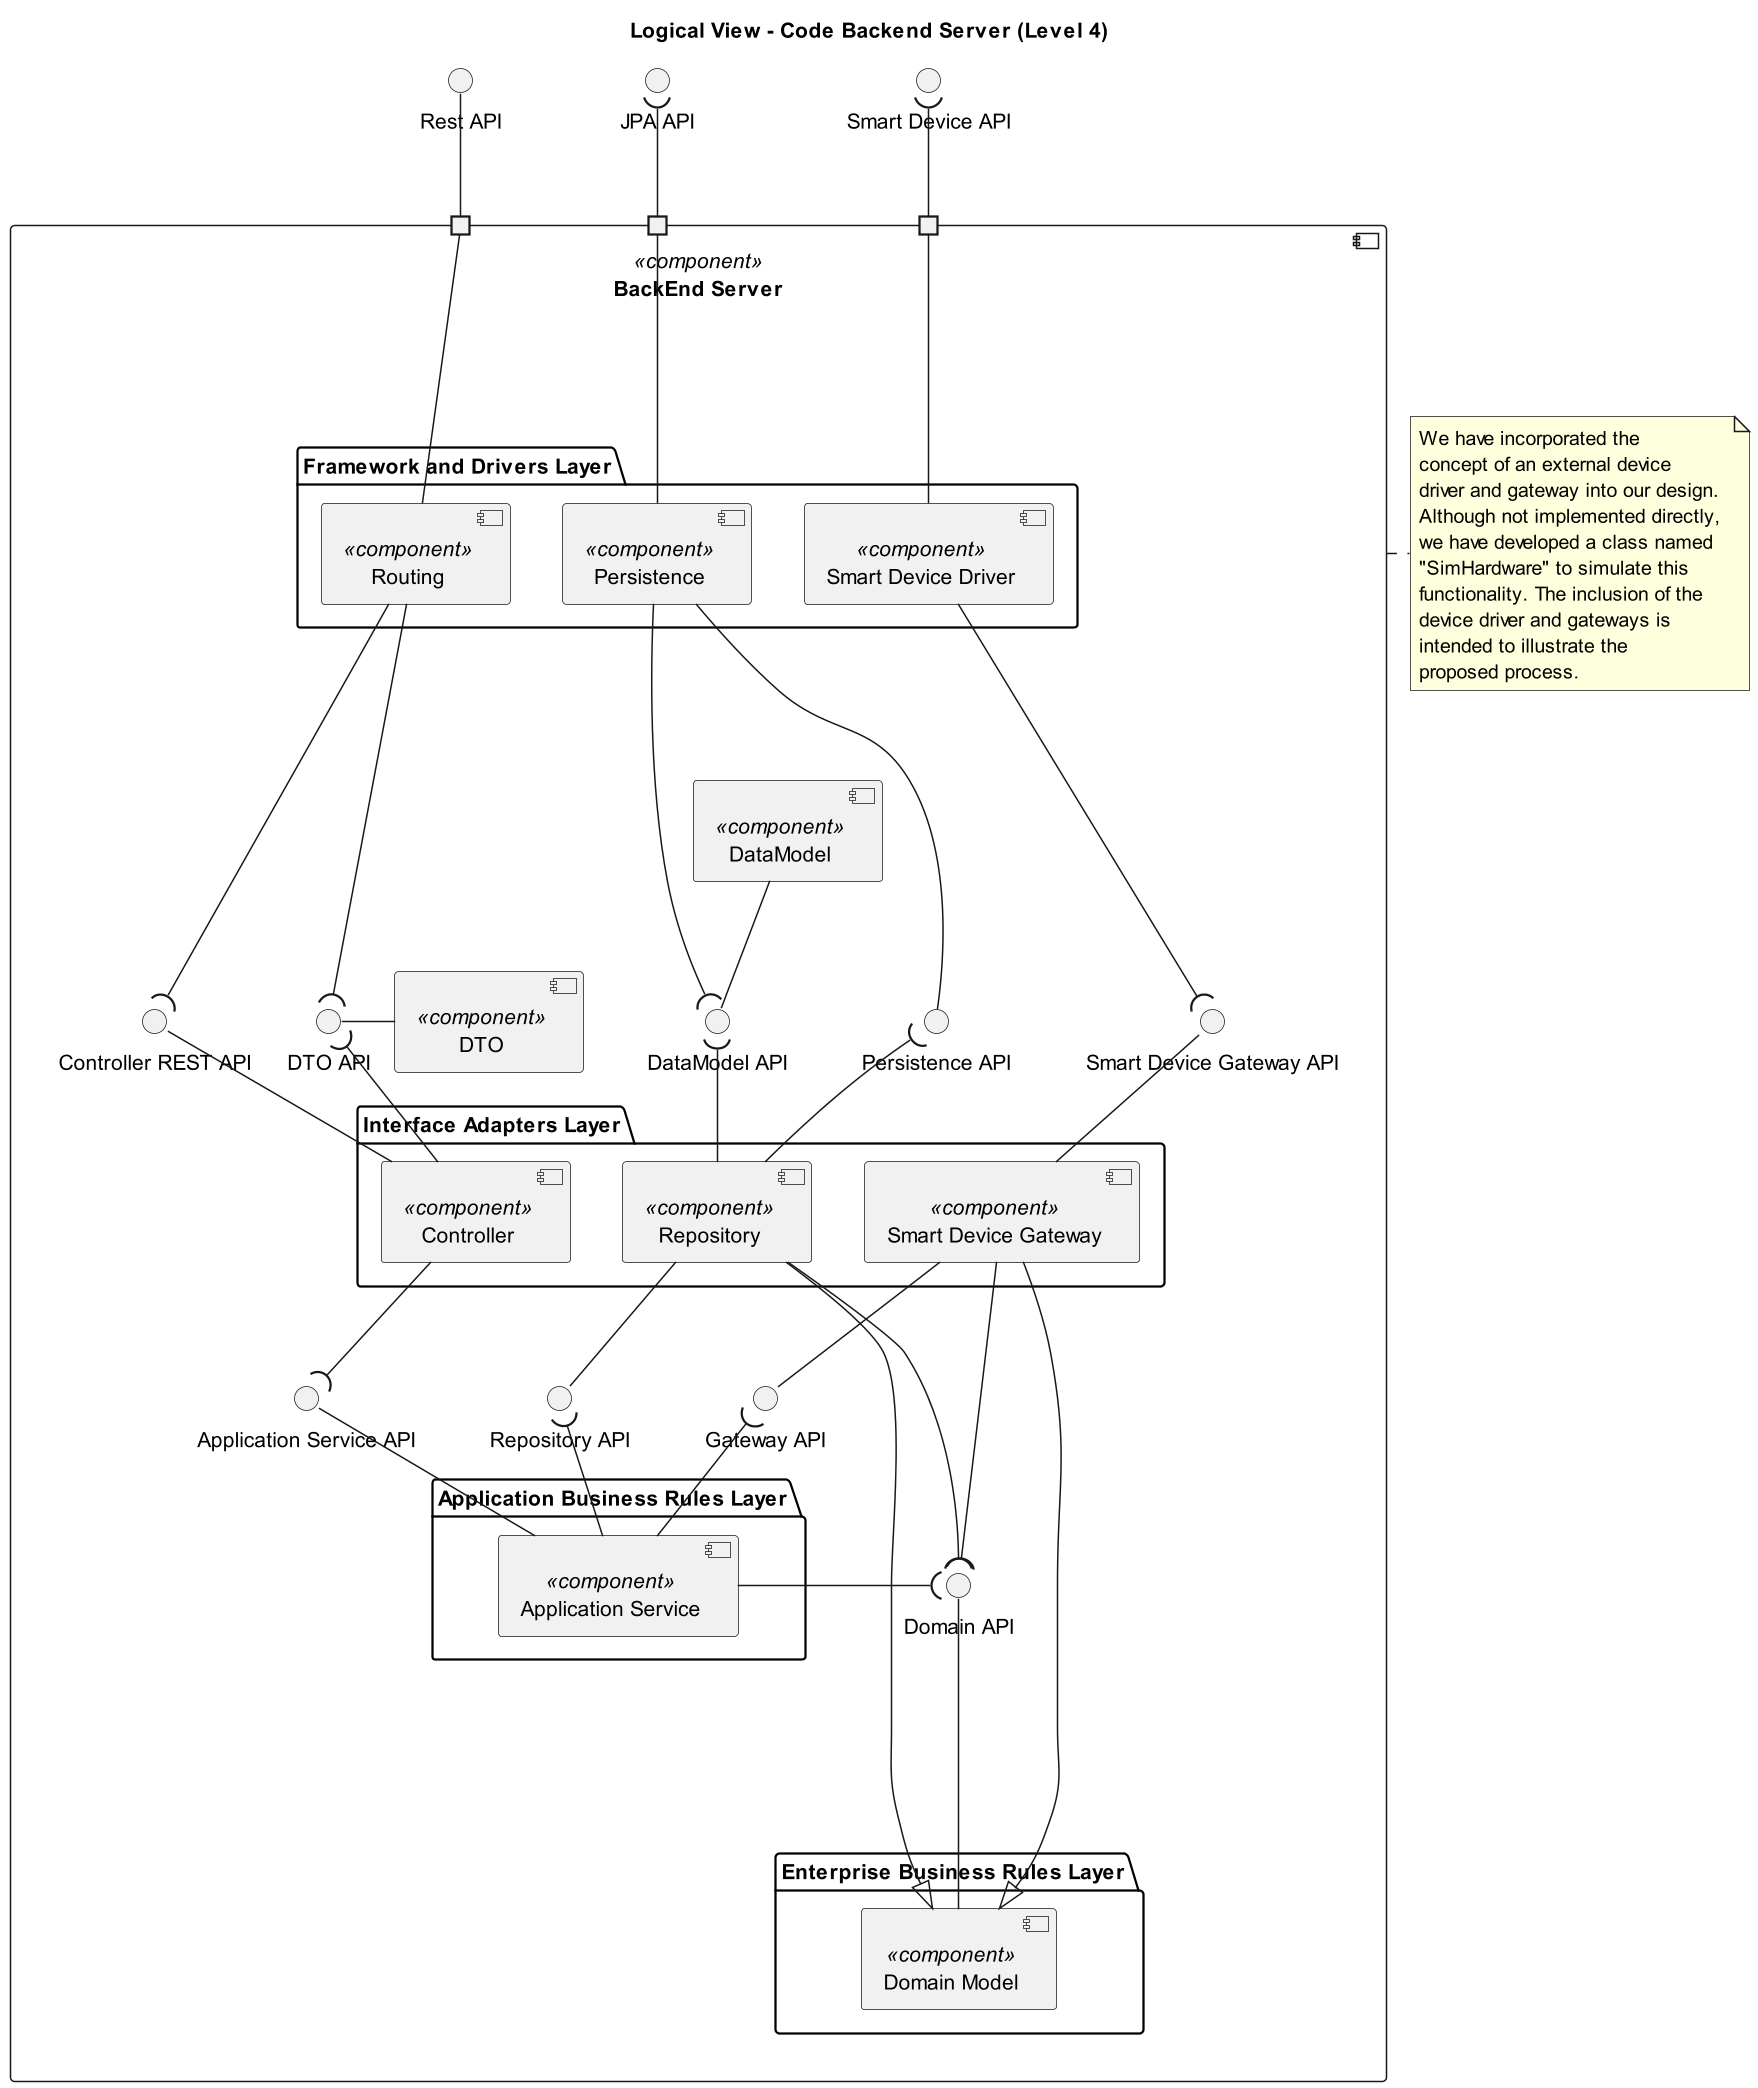 Logical View - Code Backend Server (Level 4)
Rest API
JPA API
Smart Device API
«component»
BackEnd Server
We have incorporated the
concept of an external device
driver and gateway into our design.
Although not implemented directly,
we have developed a class named
"SimHardware" to simulate this
functionality. The inclusion of the
device driver and gateways is
intended to illustrate the
proposed process.
Framework and Drivers Layer
«component»
Routing
«component»
Persistence
«component»
Smart Device Driver
«component»
DataModel
«component»
DTO
Controller REST API
DTO API
DataModel API
Persistence API
Smart Device Gateway API
Interface Adapters Layer
«component»
Controller
«component»
Repository
«component»
Smart Device Gateway
Application Service API
Repository API
Gateway API
Application Business Rules Layer
«component»
Application Service
Domain API
Enterprise Business Rules Layer
«component»
Domain Model